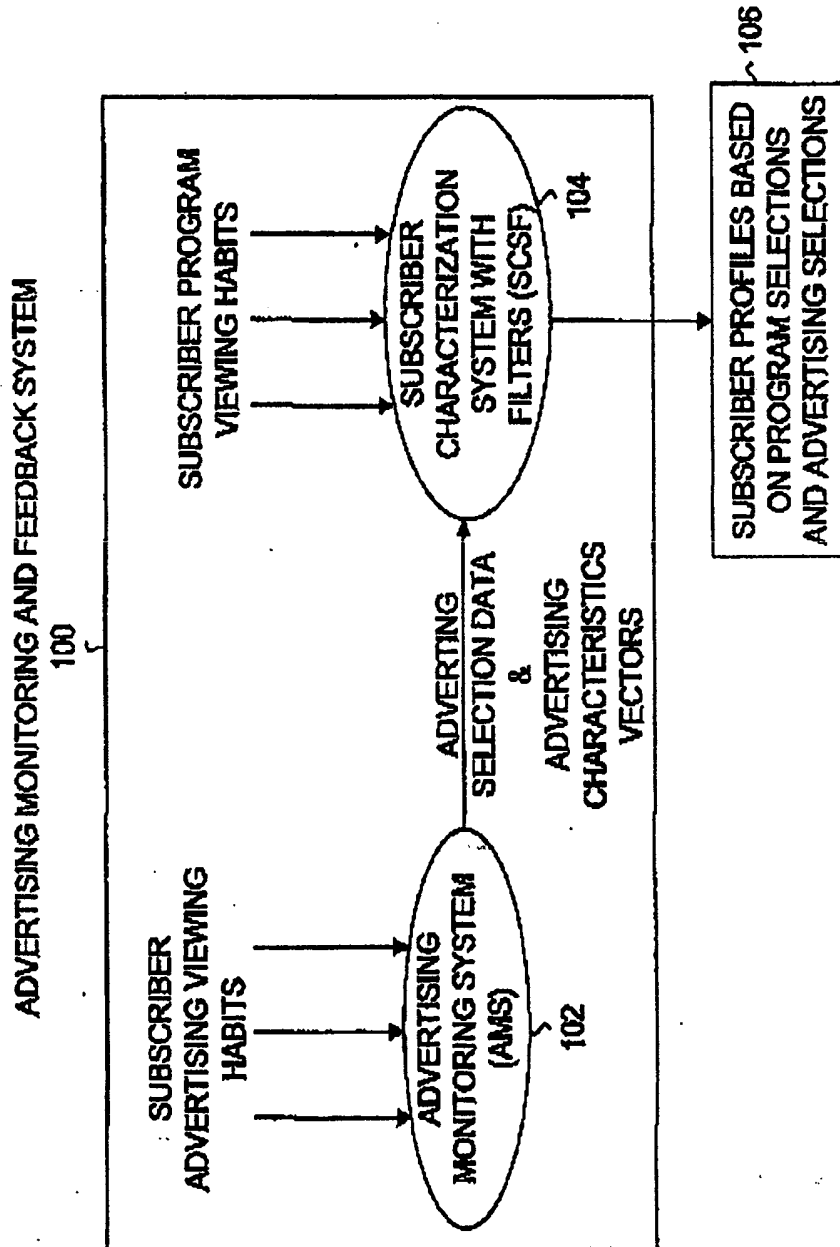 ADVERTISING MONITORING AND FEEDBACK SYSTEM
100
SUBSCRIBER
ADVERTISING VIEWING
HABITS
ADVERTISING
MONITORING SYSTEM
(AMS)
102
ADVERTING
SELECTION DATA
&
ADVERTISING
CHARACTERISTICS
VECTORS
SUBSCRIBER PROGRAM
VIEWING HABITS
SUBSCRIBER
CHARACTERIZATION
SYSTEM WITH
FILTERS (SCSF)
104
106
SUBSCRIBER PROFILES BASED
ON PROGRAM SELECTIONS
AND ADVERTISING SELECTIONS